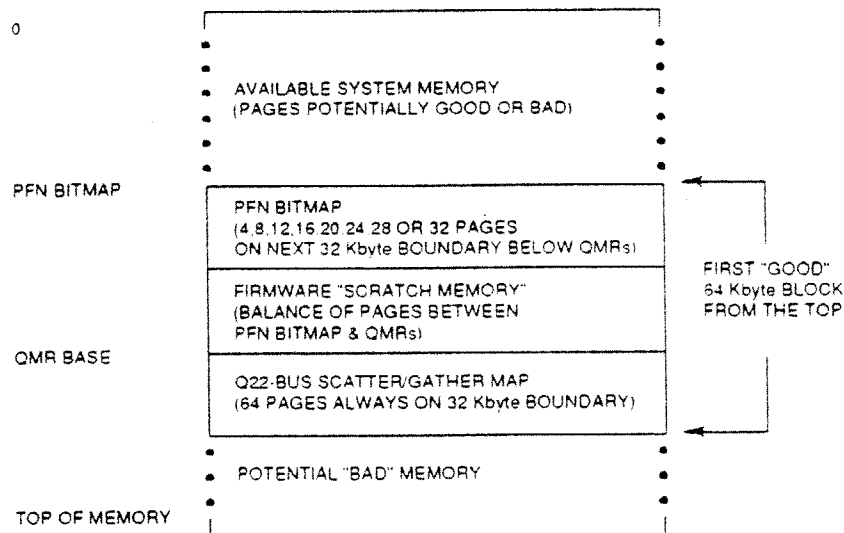 0
AVAILABLE SYSTEM MEMORY
(PAGES POTENTIALLY GOOD OR BAD)
PFN BITMAP
PFN BITMAP
(4,8,12,16,20,24,28 OR 32 PAGES
ON NEXT 32 Kbyte BOUNDARY BELOW QMRs)
FIRMWARE "SCRATCH MEMORY"
(BALANCE OF PAGES BETWEEN
PFN BITMAP & QMRs)
FIRST "GOOD"
64 Kbyte BLOCK
FROM THE TOP
QMR BASE
Q22-BUS SCATTER/GATHER MAP
(64 PAGES ALWAYS ON 32 Kbyte BOUNDARY)
POTENTIAL "BAD" MEMORY
TOP OF MEMORY